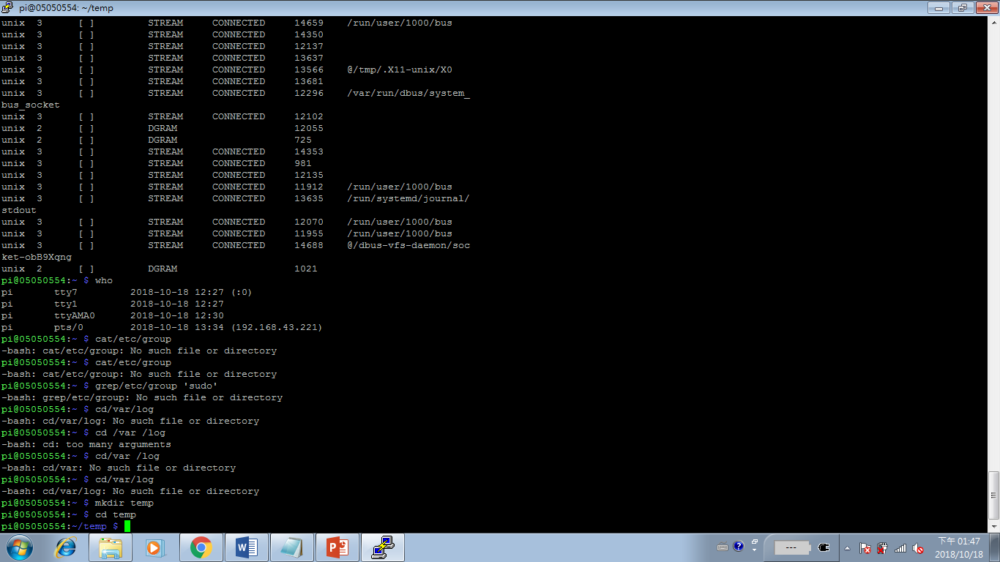 pi@05050554: ~/temp
unix 3 [ ] STREAM CONNECTED 14659 /run/user/1000/bus
unix 3 [ ] STREAM CONNECTED 14350
unix 3 [ ] STREAM CONNECTED 12137
unix 3 [ ] STREAM CONNECTED 13637
unix 3 [ ] STREAM CONNECTED 13566 @/tmp/.X11-unix/X0
unix 3 [ ] STREAM CONNECTED 13681
unix 3 [ ] STREAM CONNECTED 12296 /var/run/dbus/system_
bus_socket
unix 3 [ ] STREAM CONNECTED 12102
unix 2 [ ] DGRAM 12055
unix 2 [ ] DGRAM 725
unix 3 [ ] STREAM CONNECTED 14353
unix 3 [ ] STREAM CONNECTED 981
unix 3 [ ] STREAM CONNECTED 12135
unix 3 [ ] STREAM CONNECTED 11912 /run/user/1000/bus
unix 3 [ ] STREAM CONNECTED 13635 /run/systemd/journal/
stdout
unix 3 [ ] STREAM CONNECTED 12070 /run/user/1000/bus
unix 3 [ ] STREAM CONNECTED 11955 /run/user/1000/bus
unix 3 [ ] STREAM CONNECTED 14688 @/dbus-vfs-daemon/soc
ket-obB9Xqng
unix 2 [ ] DGRAM 1021
pi@05050554:~ $ who
pi tty7 2018-10-18 12:27 (:0)
pi tty1 2018-10-18 12:27
pi ttyAMA0 2018-10-18 12:30
pi pts/0 2018-10-18 13:34 (192.168.43.221)
pi@05050554:~ $ cat/etc/group
-bash: cat/etc/group: No such file or directory
pi@05050554:~ $ cat/etc/group
-bash: cat/etc/group: No such file or directory
pi@05050554:~ $ grep/etc/group 'sudo'
-bash: grep/etc/group: No such file or directory
pi@05050554:~ $ cd/var/log
-bash: cd/var/log: No such file or directory
pi@05050554:~ $ cd /var /log
-bash: cd: too many arguments
pi@05050554:~ $ cd/var /log
-bash: cd/var: No such file or directory
pi@05050554:~ $ cd/var/log
-bash: cd/var/log: No such file or directory
pi@05050554:~ $ mkdir temp
pi@05050554:~ $ cd temp
pi@05050554:~/temp $
---
下午 01:47
2018/10/18